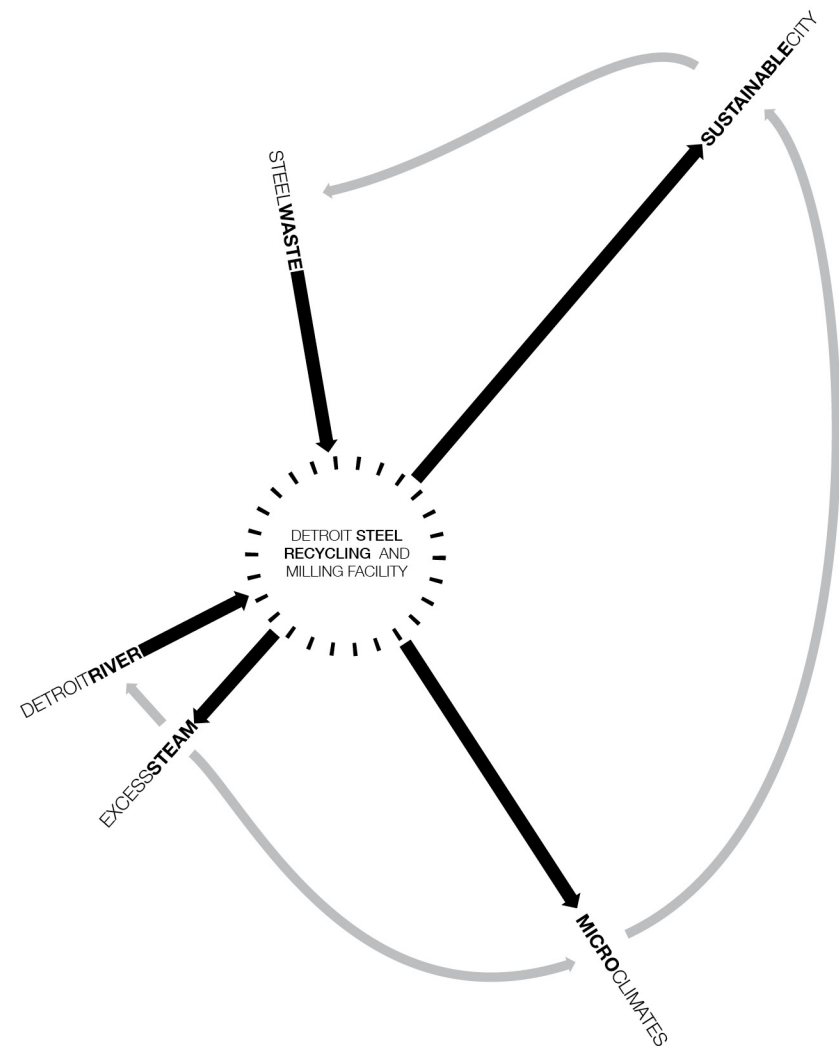 SUSTAINABLECITY
STEELWASTE
DETROIT STEEL
RECYCLING AND
MILLING FACILITY
DETROITRIVER
EXCESSSTEAM
MICROCLIMATES